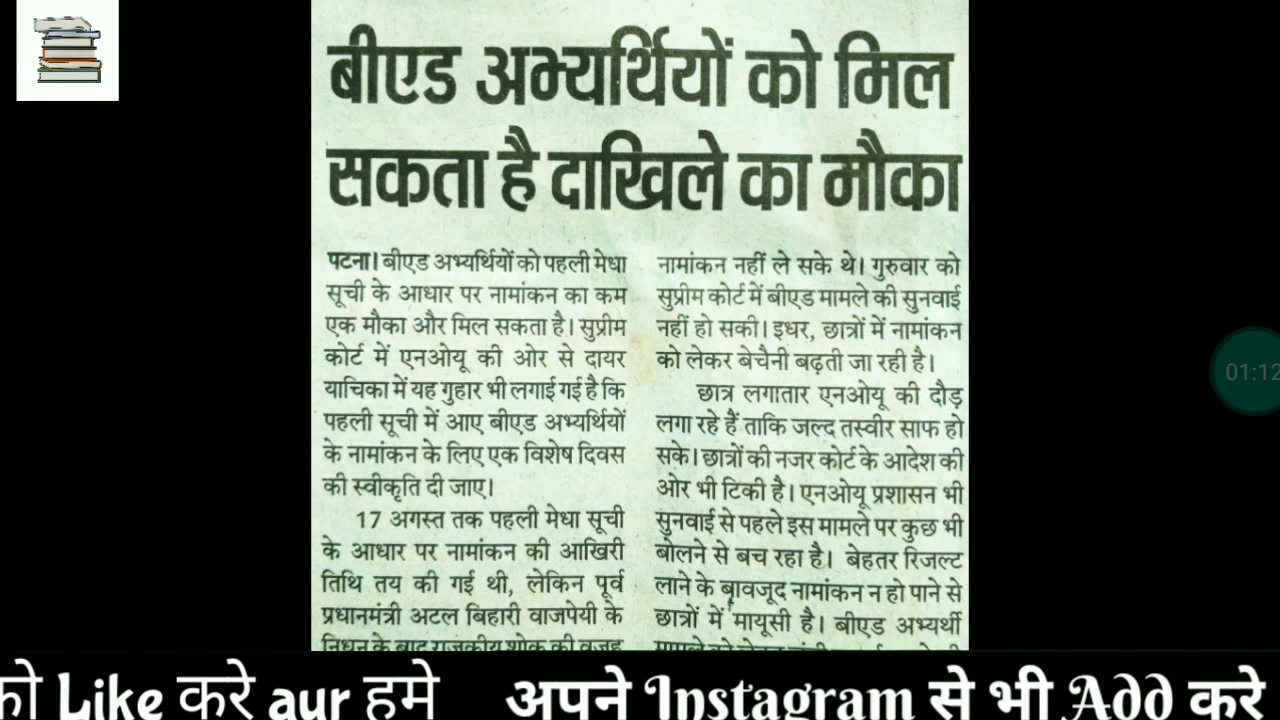 बीएड अभ्यर्थियों को मिल
सकता है दाखिले का मौका
पटना। बीएड अभ्यर्थियों को पहली मेधा
सूची के आधार पर नामांकन का कम
एक मौका और मिल सकता है। सुप्रीम
कोर्ट में एनओयू की ओर से दायर
याचिका में यह गुहार भी लगाई गई है कि
पहली सूची में आए बीएड अभ्यर्थियों
के नामांकन के लिए एक विशेष दिवस
की स्वीकृति दी जाए।
17 अगस्त तक पहली मेधा सूची
के आधार पर नामांकन की आखिरी
तिथि तय की गई थी, लेकिन पूर्व
प्रधानमंत्री अटल बिहारी वाजपेयी के
निधन के बाद राजकीय शोक की वजह
नामांकन नहीं ले सके थे। गुरुवार को
सुप्रीम कोर्ट में बीएड मामले की सुनवाई
नहीं हो सकी। इधर, छात्रों में नामांकन
को लेकर बेचैनी बढ़ती जा रही है।
छात्र लगातार एनओयू की दौड़
लगा रहे हैं ताकि जल्द तस्वीर साफ हो
सके। छात्रों की नजर कोर्ट के आदेश की
ओर भी टिकी है। एनओयू प्रशासन भी
सुनवाई से पहले इस मामले पर कुछ भी
बोलने से बच रहा है। बेहतर रिजल्ट
लाने के बावजूद नामांकन न हो पाने से
छात्रों में मायूसी है। बीएड अभ्यर्थी
01:12
को Like करे aur हमे अपने Instagram से भी Add करे